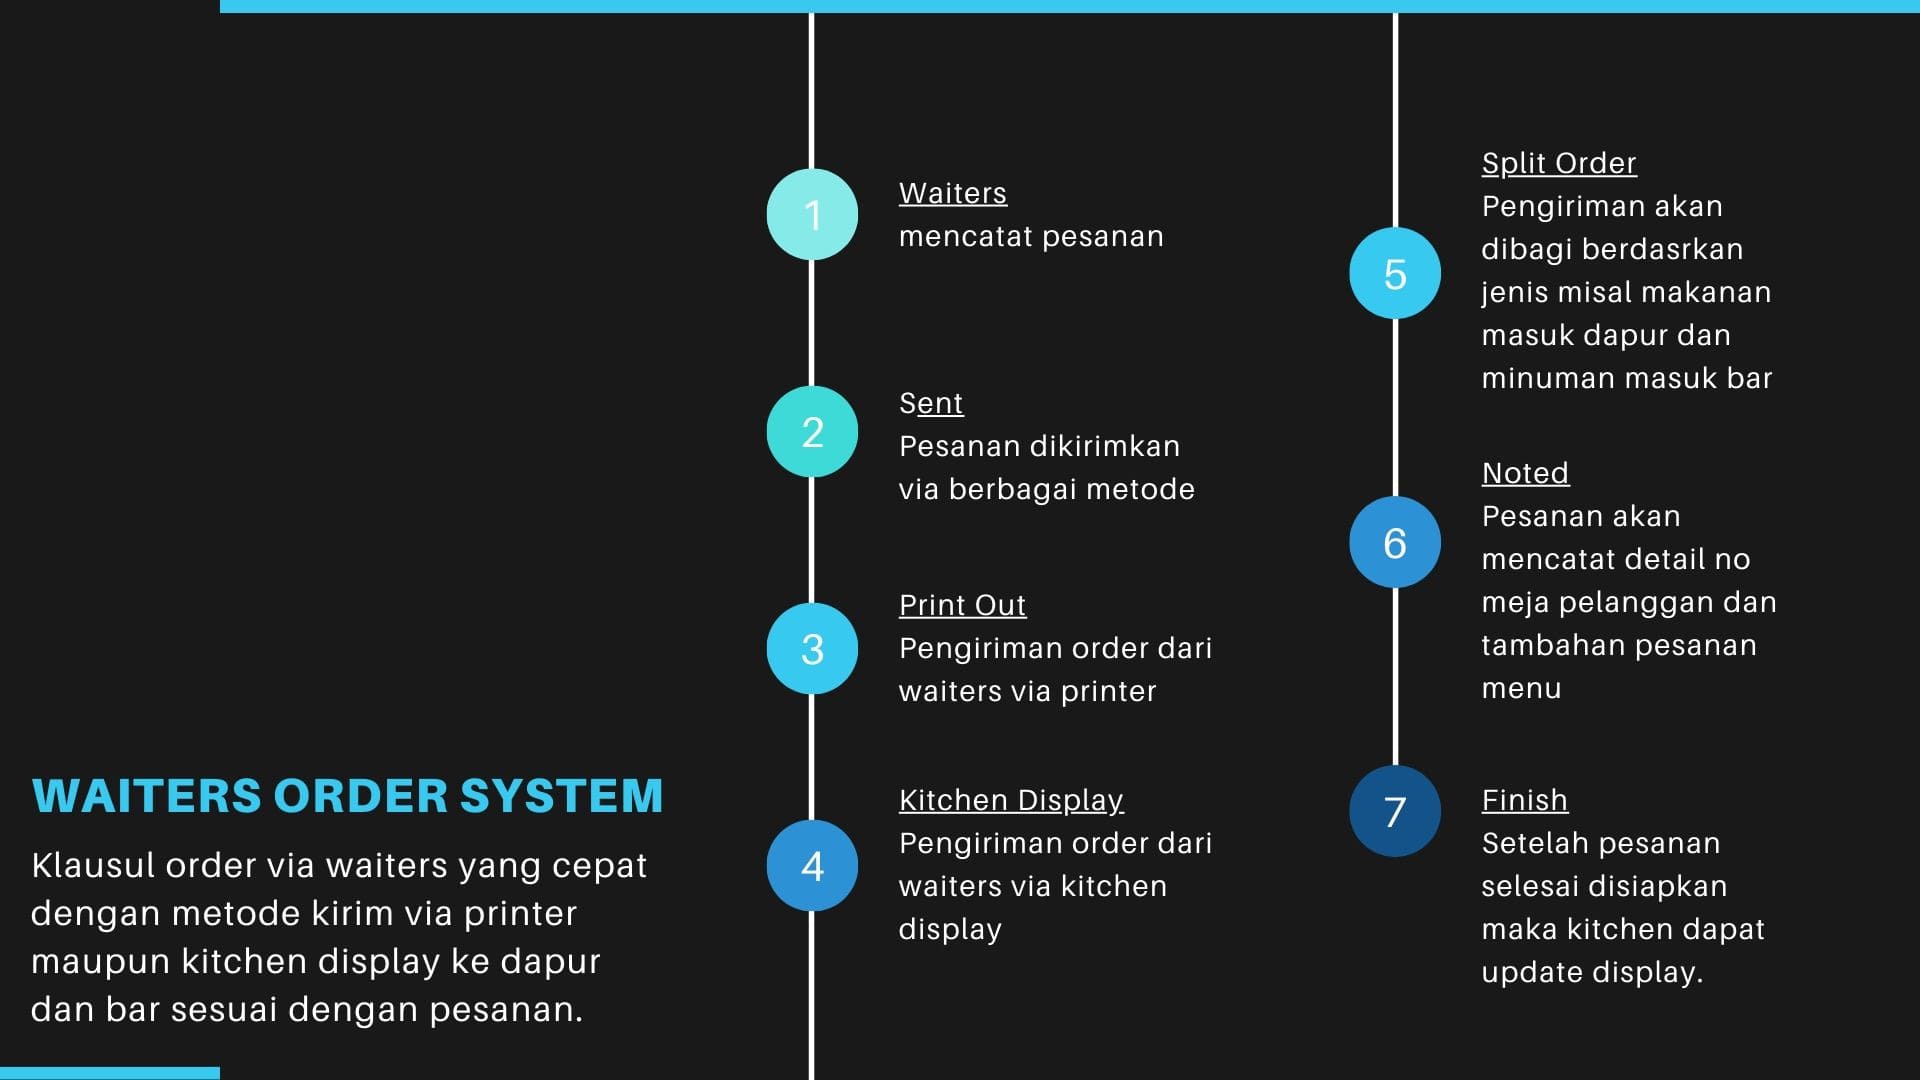 WAITERS ORDER SYSTEM
Klausul order via waiters yang cepat
dengan metode kirim via printer
maupun kitchen display ke dapur
dan bar sesuai dengan pesanan.
1
Waiters
mencatat pesanan
2
Sent
Pesanan dikirimkan
via berbagai metode
3
Print Out
Pengiriman order dari
waiters via printer
4
Kitchen Display
Pengiriman order dari
waiters via kitchen
display
5
Split Order
Pengiriman akan
dibagi berdasrkan
jenis misal makanan
masuk dapur dan
minuman masuk bar
6
Noted
Pesanan akan
mencatat detail no
meja pelanggan dan
tambahan pesanan
menu
7
Finish
Setelah pesanan
selesai disiapkan
maka kitchen dapat
update display.